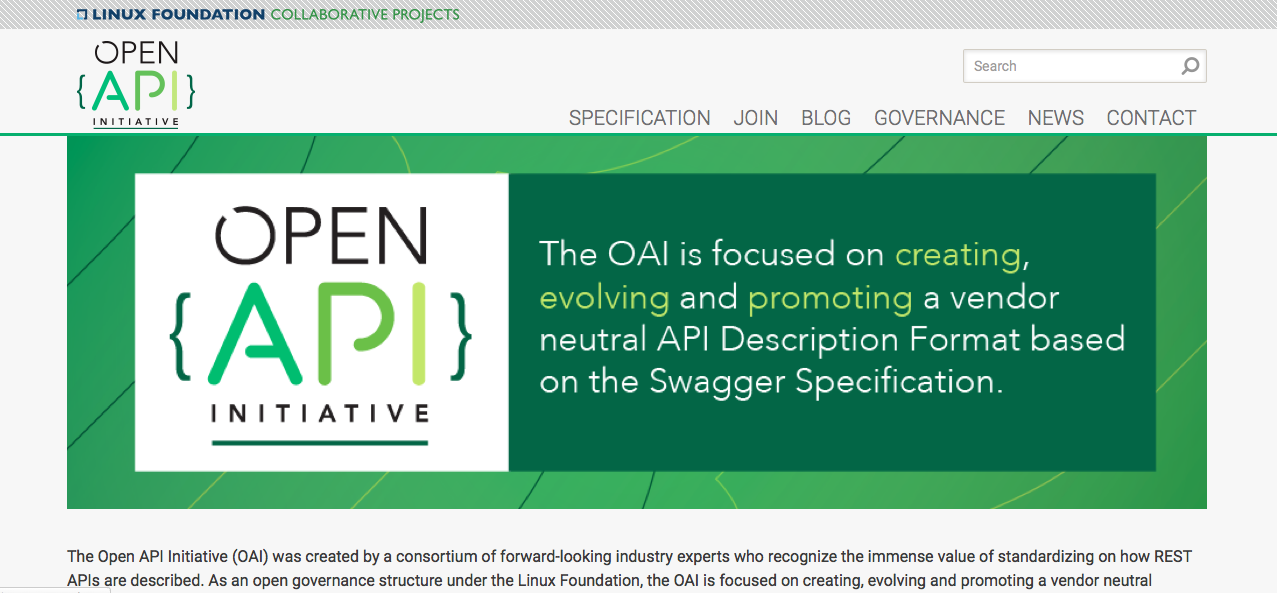 LINUX FOUNDATION COLLABORATIVE PROJECTS
OPEN
{API}
INITIATIVE
Search
SPECIFICATION JOIN BLOG GOVERNANCE NEWS CONTACT
OPEN
{API}
INITIATIVE
The OAI is focused on creating,
evolving and promoting a vendor
neutral API Description Format based
on the Swagger Specification.
The Open API Initiative (OAI) was created by a consortium of forward-looking industry experts who recognize the immense value of standardizing on how REST
APIs are described. As an open governance structure under the Linux Foundation, the OAI is focused on creating, evolving and promoting a vendor neutral